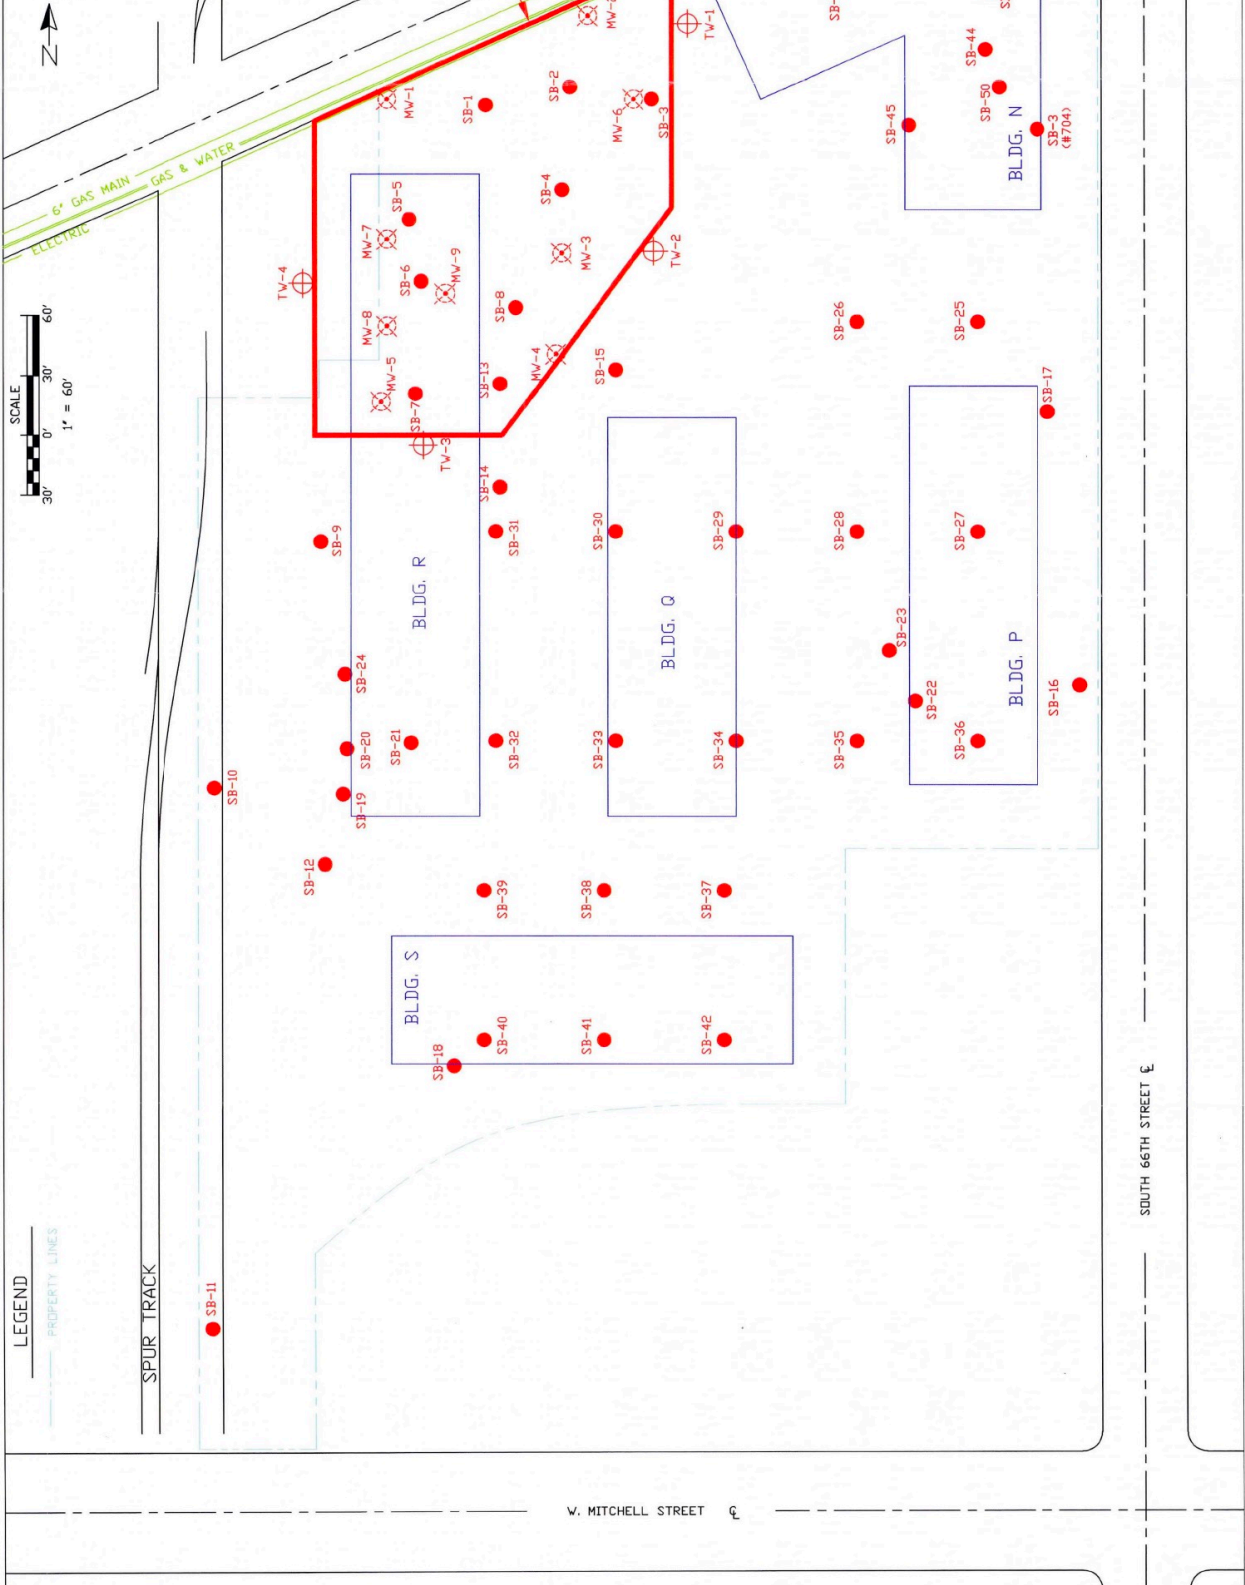 Z
SCALE
30' 0' 30' 60'
1" = 60'
6" GAS MAIN
GAS & WATER
ELECTRIC
MW-1
SB-1
SB-2
MW-6
SB-3
TW-1
SB-44
SB-50
SB-45
SB-3
(#704)
BLDG. N
SB-4
SB-5
MW-7
SB-6
MW-9
MW-3
TW-2
TW-4
MW-8
SB-8
MW-4
SB-15
SB-26
SB-25
MW-5
SB-7
SB-13
TW-3
SB-17
SB-14
SB-9
SB-31
SB-30
SB-29
SB-28
SB-27
BLDG. R
BLDG. Q
BLDG. P
SB-24
SB-23
SB-22
SB-16
SB-20
SB-21
SB-32
SB-33
SB-34
SB-35
SB-36
SB-10
SB-19
SB-12
SB-39
SB-38
SB-37
BLDG. S
SB-18
SB-40
SB-41
SB-42
SB-11
SPUR TRACK
LEGEND
PROPERTY LINES
SOUTH 66TH STREET ℄
W. MITCHELL STREET ℄